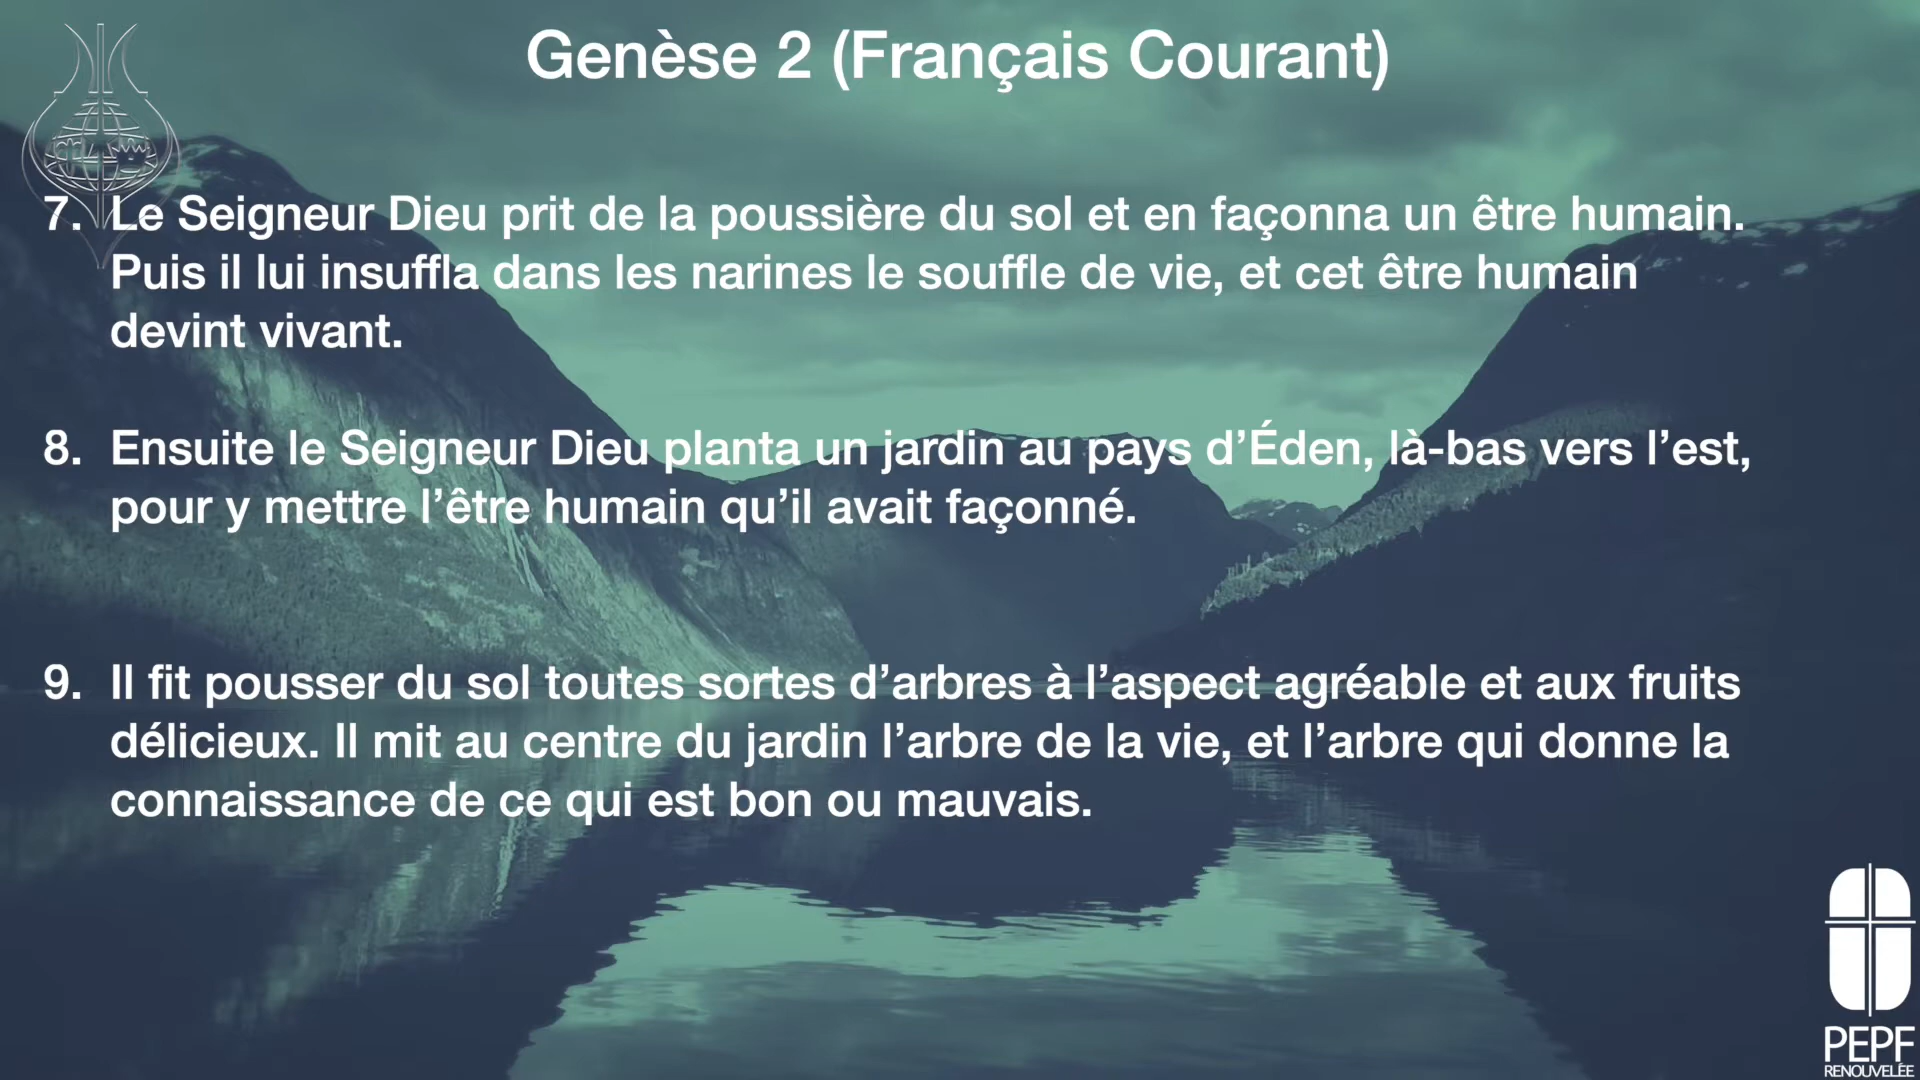 Genèse 2 (Français Courant)
7. Le Seigneur Dieu prit de la poussière du sol et en façonna un être humain.
Puis il lui insuffla dans les narines le souffle de vie, et cet être humain
devint vivant.
8. Ensuite le Seigneur Dieu planta un jardin au pays d’Éden, là-bas vers l’est,
pour y mettre l’être humain qu’il avait façonné.
9. Il fit pousser du sol toutes sortes d’arbres à l’aspect agréable et aux fruits
délicieux. Il mit au centre du jardin l’arbre de la vie, et l’arbre qui donne la
connaissance de ce qui est bon ou mauvais.
PEPF
RENOUVELÉE